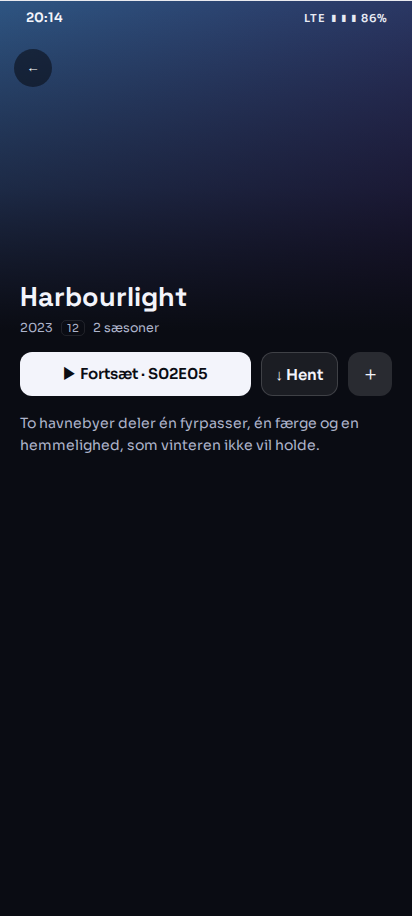 20:14 LTE 86%
←
Harbourlight
2023 12 2 sæsoner
▶ Fortsæt · S02E05 ↓ Hent +
To havnebyer deler én fyrpasser, én færge og en
hemmelighed, som vinteren ikke vil holde.